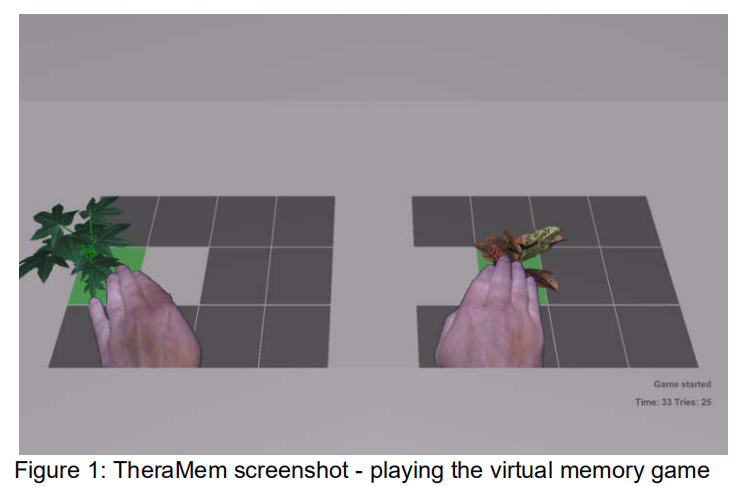 Game started
Time: 33 Tries: 25
Figure 1: TheraMem screenshot - playing the virtual memory game